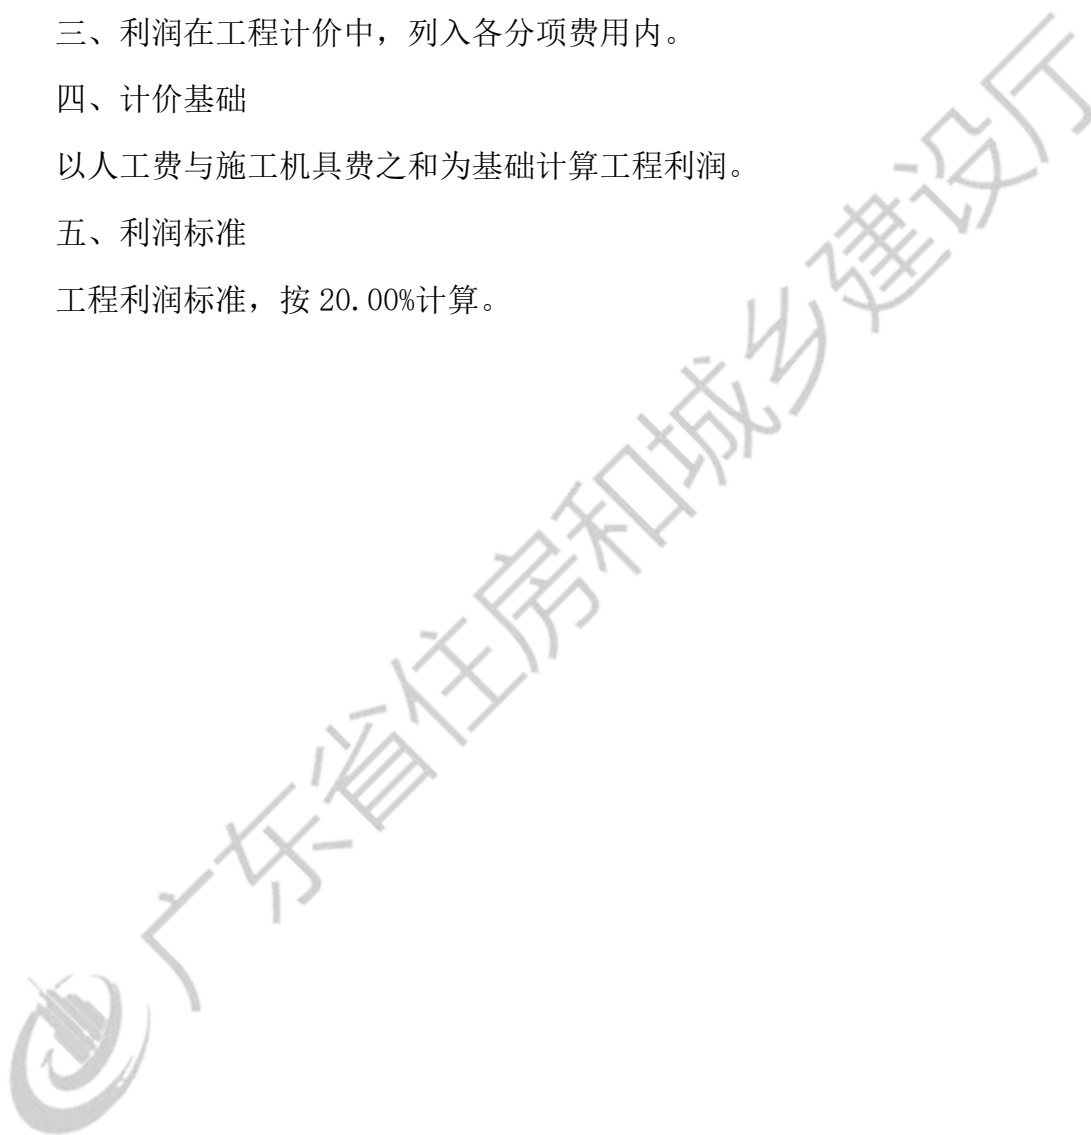 三、利润在工程计价中，列入各分项费用内。
四、计价基础
以人工费与施工机具费之和为基础计算工程利润。
五、利润标准
工程利润标准，按 20.00%计算。
广东省住房和城乡建设厅